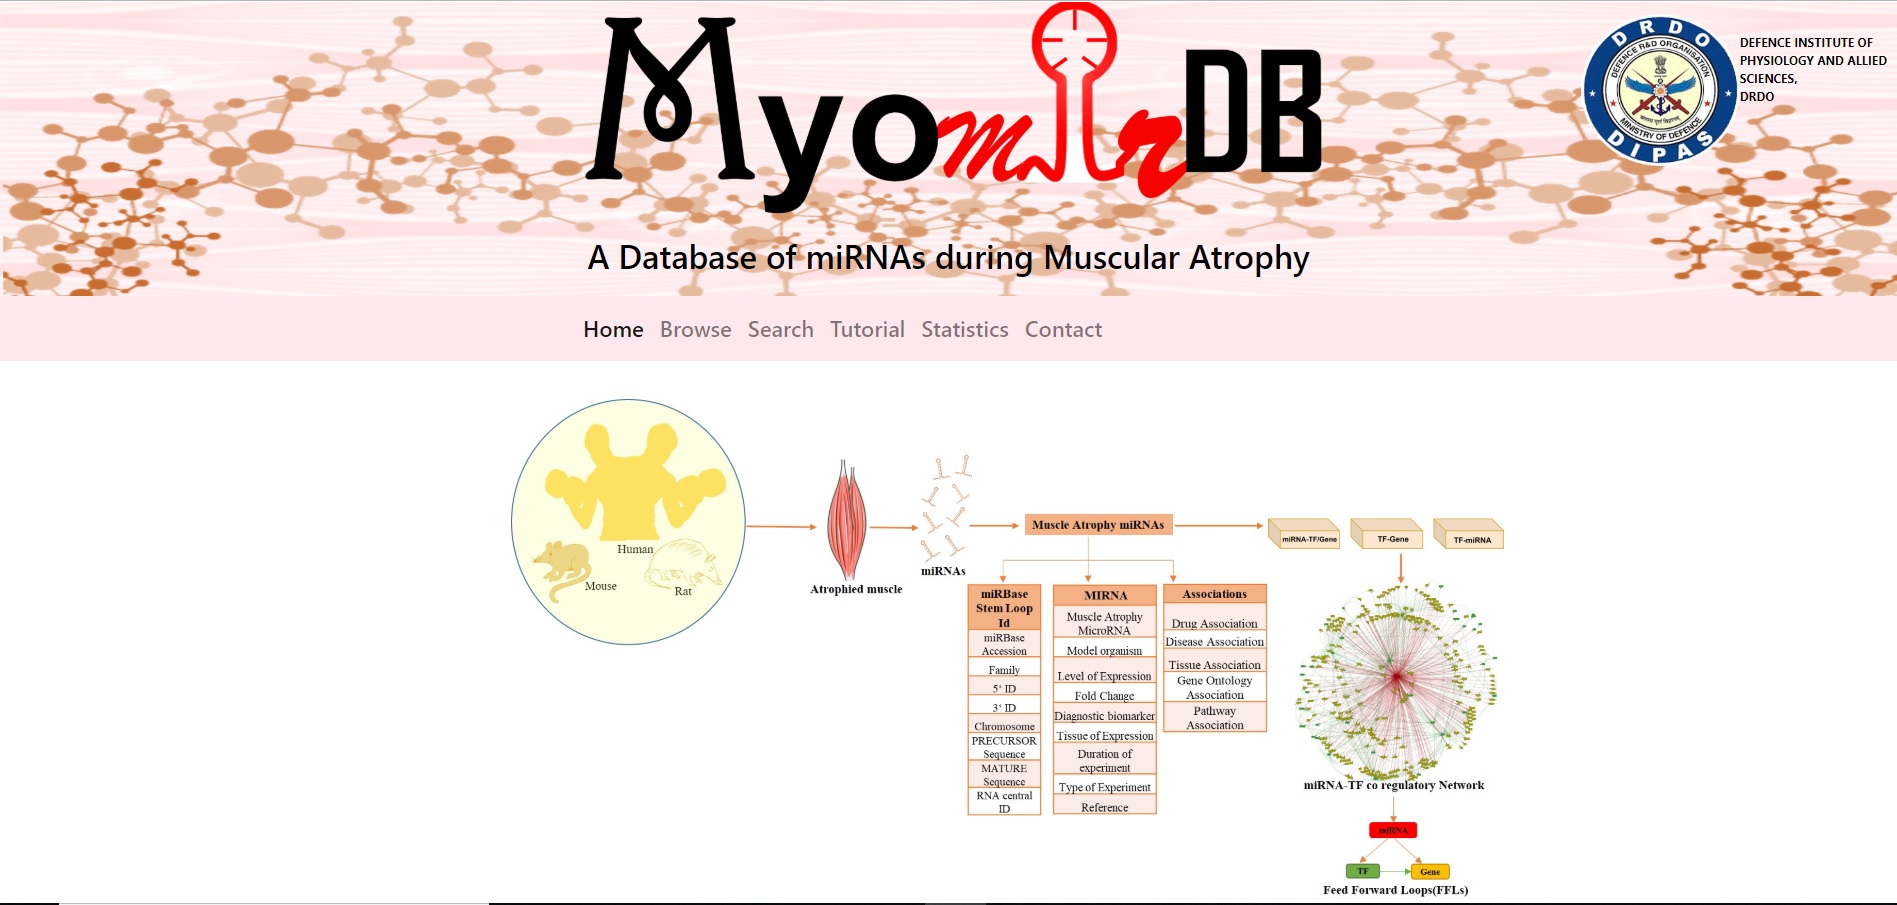 MyomirDB
DRDO
DEFENCE R&D ORGANISATION
MINISTRY OF DEFENCE
DIPAS
DEFENCE INSTITUTE OF
PHYSIOLOGY AND ALLIED
SCIENCES,
DRDO
A Database of miRNAs during Muscular Atrophy
Home Browse Search Tutorial Statistics Contact
Human
Mouse
Rat
Atrophied muscle
miRNAs
Muscle Atrophy miRNAs
miRNA-TF/Gene
TF-Gene
TF-miRNA
miRBase
Stem Loop
Id
miRBase
Accession
Family
5' ID
3' ID
Chromosome
PRECURSOR
Sequence
MATURE
Sequence
RNA central
ID
MIRNA
Muscle Atrophy
MicroRNA
Model organism
Level of Expression
Fold Change
Diagnostic biomarker
Tissue of Expression
Duration of
experiment
Type of Experiment
Reference
Associations
Drug Association
Disease Association
Tissue Association
Gene Ontology
Association
Pathway
Association
miRNA-TF co regulatory Network
miRNA
TF
Gene
Feed Forward Loops(FFLs)